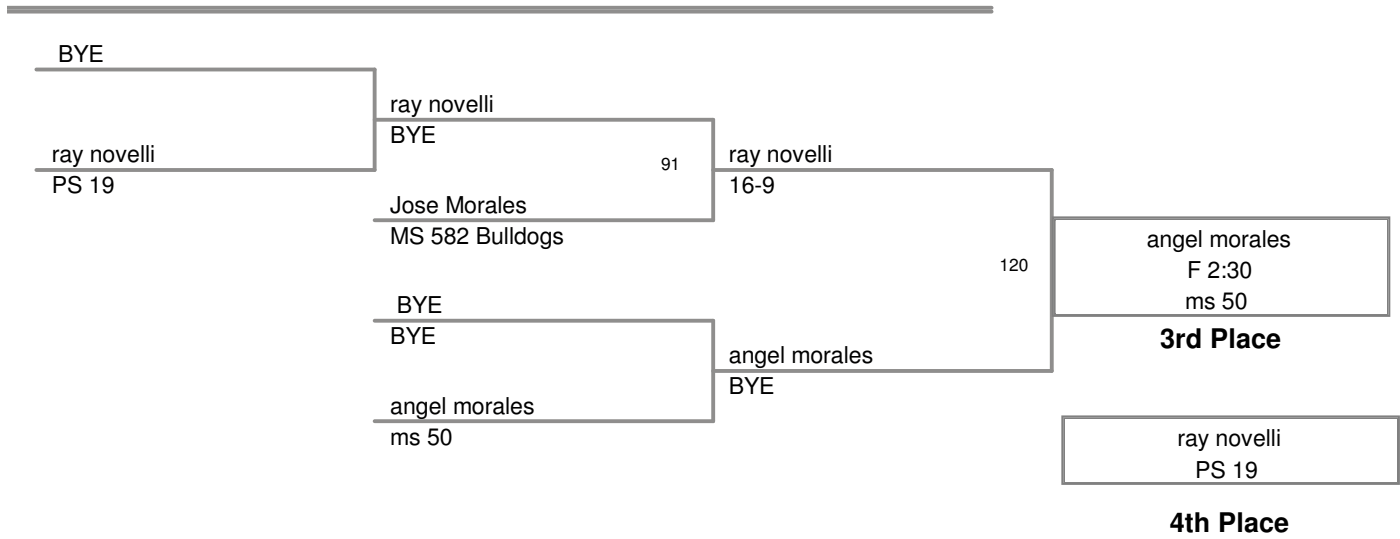 BYE
ray novelli
PS 19
ray novelli
BYE
91
Jose Morales
MS 582 Bulldogs
BYE
BYE
angel morales
ms 50
ray novelli
16-9
120
angel morales
BYE
angel morales
F 2:30
ms 50
3rd Place
ray novelli
PS 19
4th Place